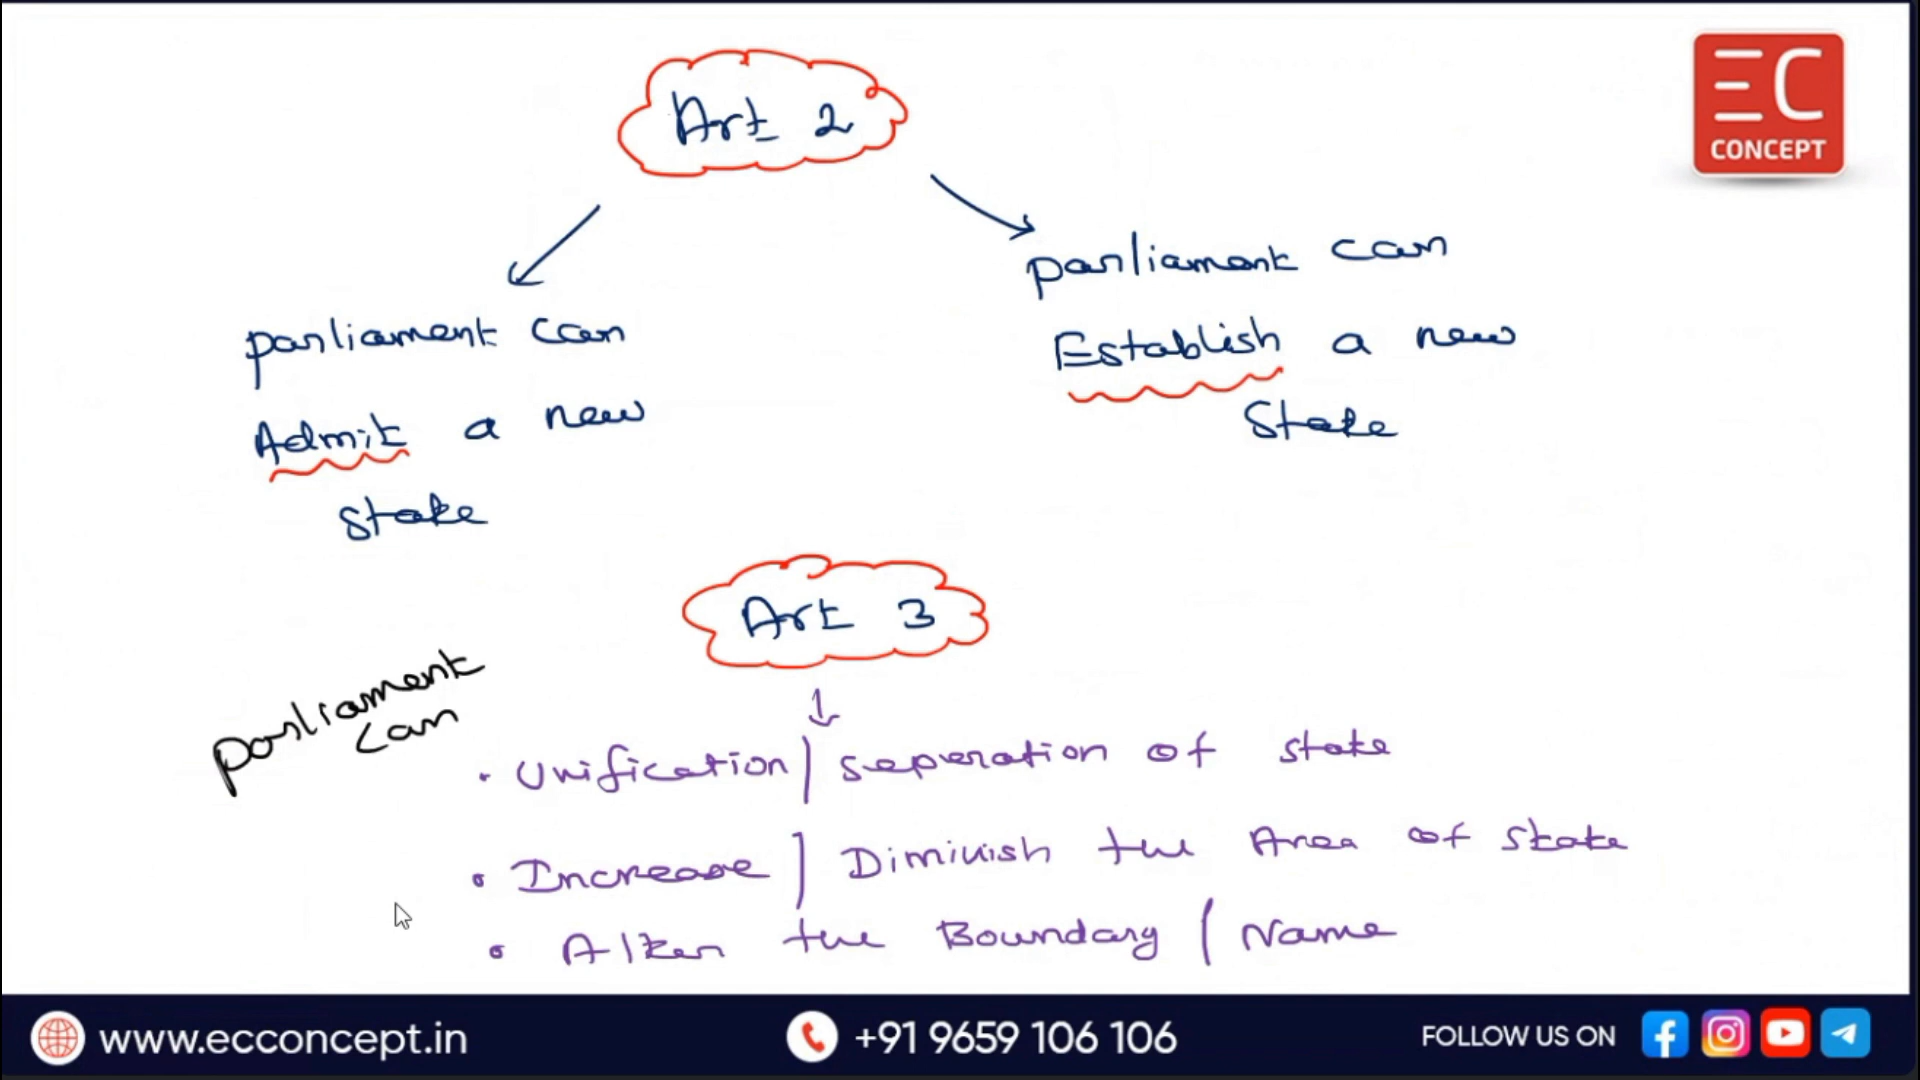 Art 2
EC
CONCEPT
parliament can
Admit a new
state
parliament can
Establish a new
State
Art 3
parliament
can
• Unification / seperation of state
• Increase / Diminish the Area of state
• Alter the Boundary / Name
www.ecconcept.in
+91 9659 106 106
FOLLOW US ON